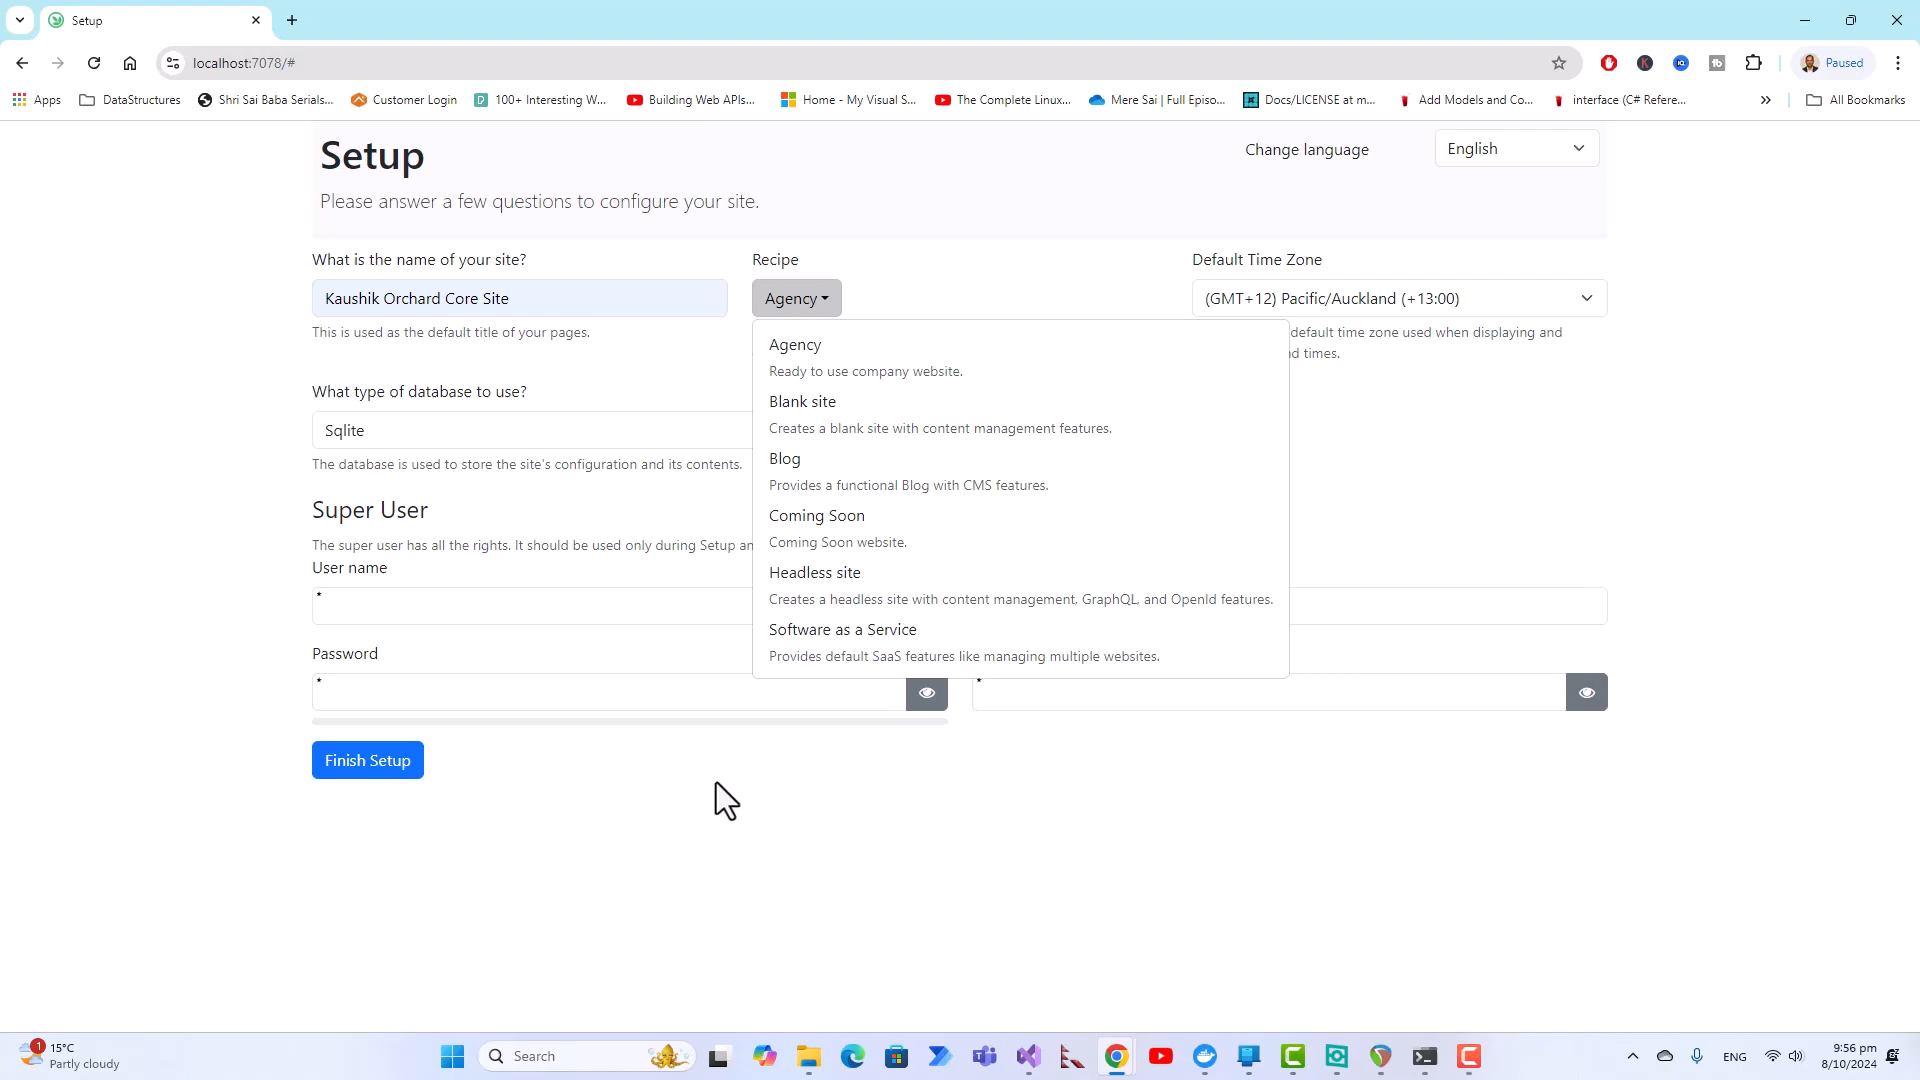 Setup
localhost:7078/#
Paused
Apps
DataStructures
Shri Sai Baba Serials...
Customer Login
100+ Interesting W...
Building Web APIs...
Home - My Visual S...
The Complete Linux...
Mere Sai | Full Episo...
Docs/LICENSE at m...
Add Models and Co...
interface (C# Refere...
All Bookmarks
Setup
Change language
English
Please answer a few questions to configure your site.
What is the name of your site?
Recipe
Default Time Zone
Kaushik Orchard Core Site
Agency
(GMT+12) Pacific/Auckland (+13:00)
This is used as the default title of your pages.
default time zone used when displaying and
d times.
Agency
Ready to use company website.
What type of database to use?
Blank site
Sqlite
Creates a blank site with content management features.
The database is used to store the site's configuration and its contents.
Blog
Provides a functional Blog with CMS features.
Super User
Coming Soon
The super user has all the rights. It should be used only during Setup an
Coming Soon website.
User name
Headless site
*
Creates a headless site with content management, GraphQL, and OpenId features.
Software as a Service
Password
Provides default SaaS features like managing multiple websites.
*
*
Finish Setup
1
15°C
Partly cloudy
Search
ENG
9:56 pm
8/10/2024